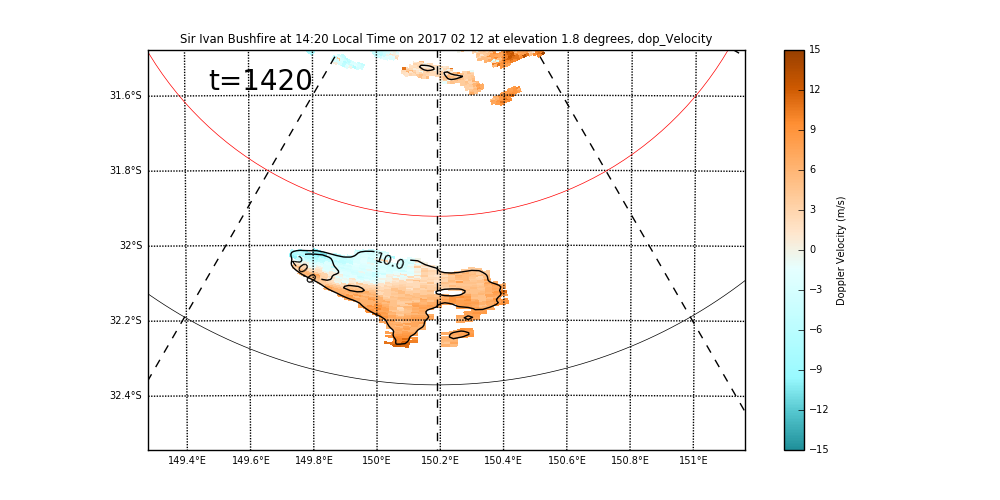 Sir Ivan Bushfire at 14:20 Local Time on 2017 02 12 at elevation 1.8 degrees, dop_Velocity
t=1420
31.6°S
31.8°S
32°S
32.2°S
32.4°S
10.0
20.0
149.4°E 149.6°E 149.8°E 150°E 150.2°E 150.4°E 150.6°E 150.8°E 151°E
15
12
9
6
3
0
−3
−6
−9
−12
−15
Doppler Velocity (m/s)